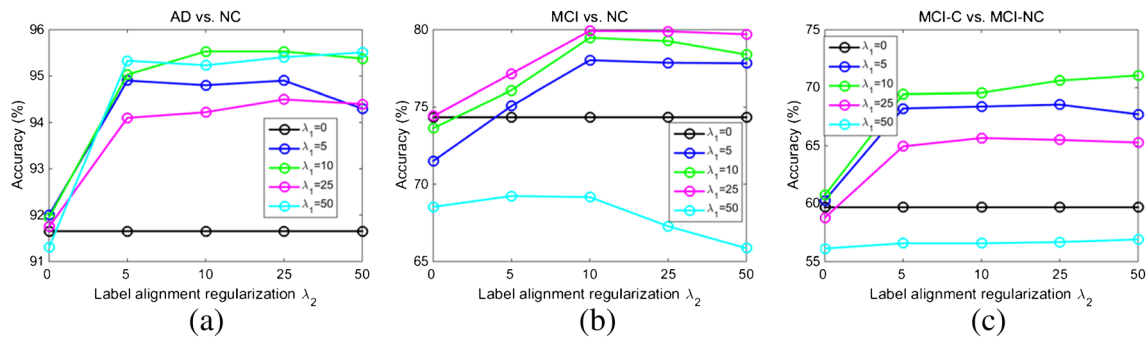 AD vs. NC
96
95
94
93
92
91
Accuracy (%)
λ1=0
λ1=5
λ1=10
λ1=25
λ1=50
0 5 10 25 50
Label alignment regularization λ2
(a)
MCI vs. NC
80
75
70
65
Accuracy (%)
λ1=0
λ1=5
λ1=10
λ1=25
λ1=50
0 5 10 25 50
Label alignment regularization λ2
(b)
MCI-C vs. MCI-NC
75
70
65
60
55
Accuracy (%)
λ1=0
λ1=5
λ1=10
λ1=25
λ1=50
0 5 10 25 50
Label alignment regularization λ2
(c)